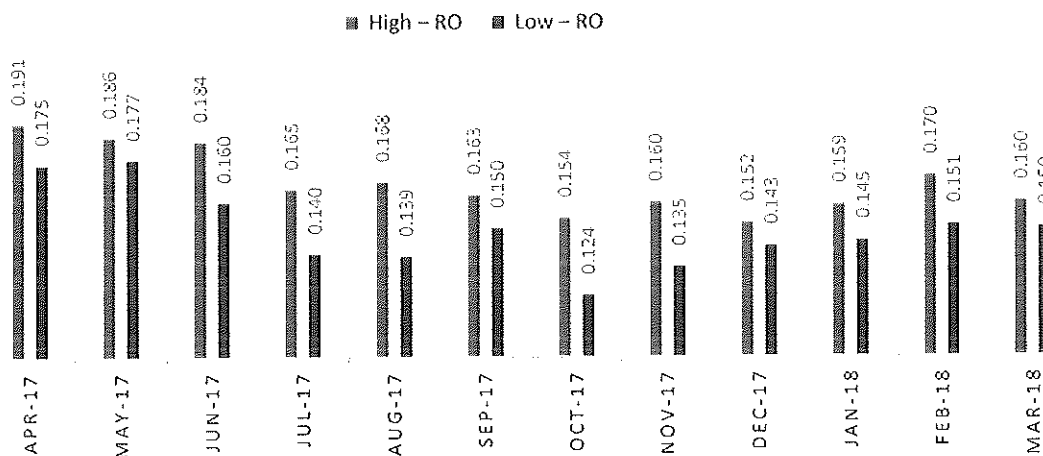 High – RO Low – RO
0.191 0.175 0.186 0.177 0.184 0.160 0.165 0.140 0.168 0.139 0.163 0.150 0.154 0.124 0.160 0.135 0.152 0.143 0.159 0.145 0.170 0.151 0.160
APR-17 MAY-17 JUN-17 JUL-17 AUG-17 SEP-17 OCT-17 NOV-17 DEC-17 JAN-18 FEB-18 MAR-18